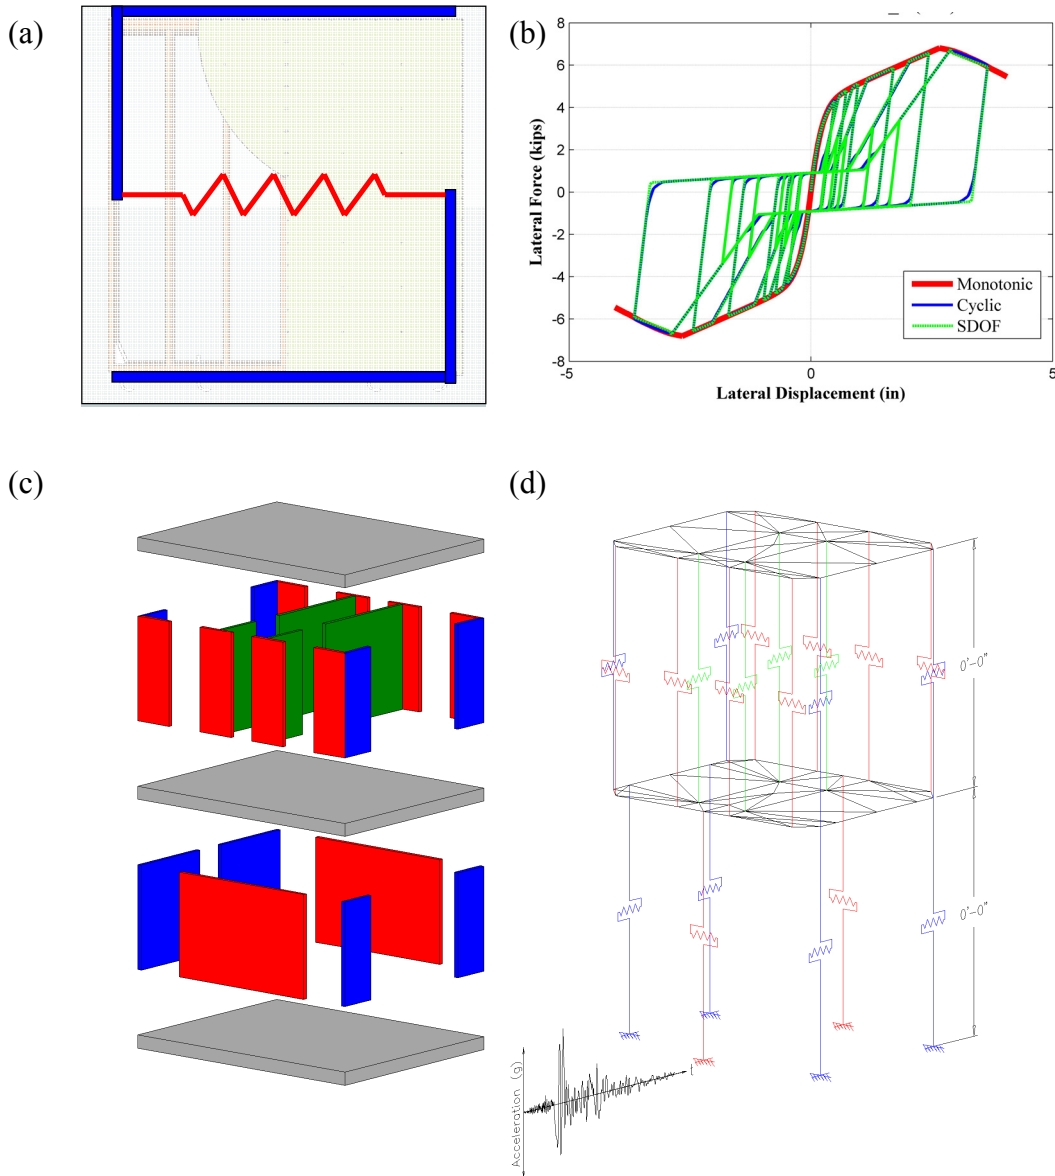 (a)
(b)
Lateral Force (kips)
8
6
4
2
0
-2
-4
-6
-8
-5
0
5
Lateral Displacement (in)
Monotonic
Cyclic
SDOF
(c)
(d)
0'-0"
0'-0"
Acceleration (g)
t